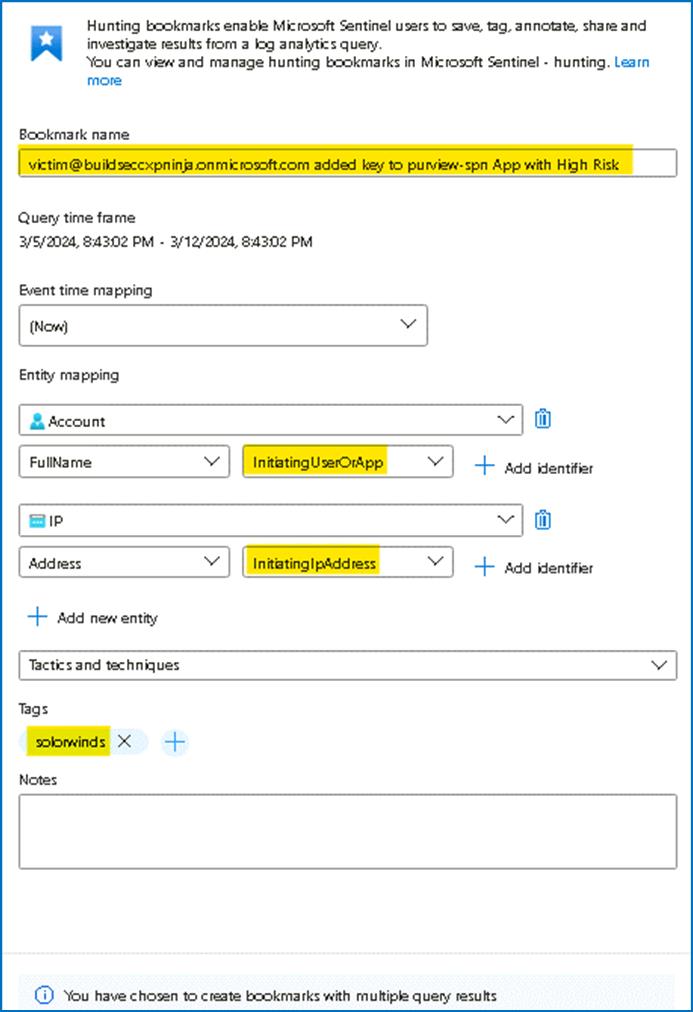 Hunting bookmarks enable Microsoft Sentinel users to save, tag, annotate, share and
investigate results from a log analytics query.
You can view and manage hunting bookmarks in Microsoft Sentinel - hunting. Learn
more
Bookmark name
victim@buildseccxpninja.onmicrosoft.com added key to purview-spn App with High Risk
Query time frame
3/5/2024, 8:43:02 PM - 3/12/2024, 8:43:02 PM
Event time mapping
(Now)
Entity mapping
Account
FullName InitiatingUserOrApp Add identifier
IP
Address InitiatingIpAddress Add identifier
Add new entity
Tactics and techniques
Tags
solorwinds
Notes
You have chosen to create bookmarks with multiple query results